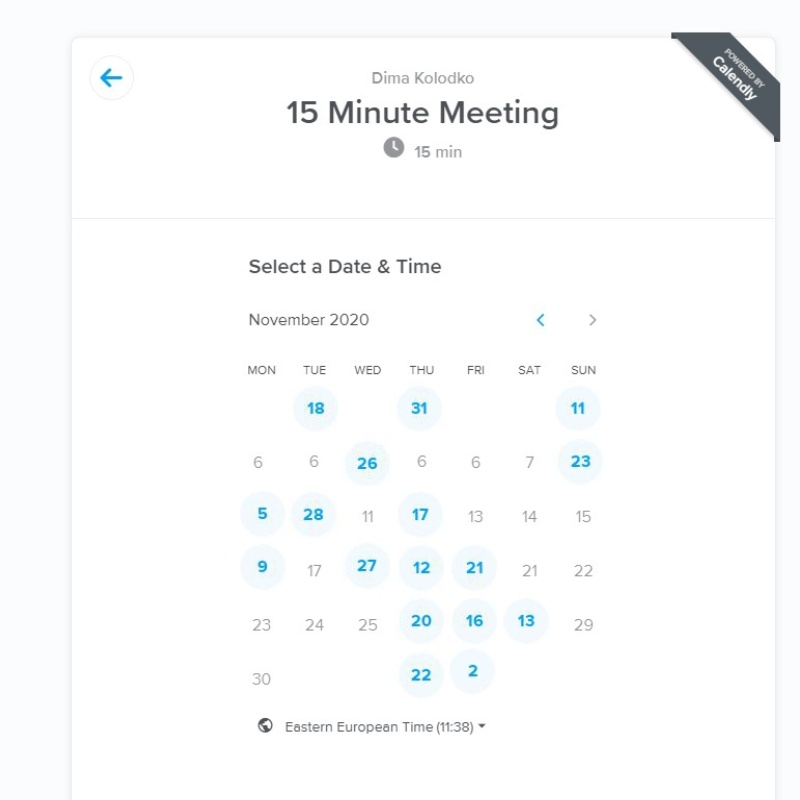 POWERED BY
Calendly
Dima Kolodko
15 Minute Meeting
15 min
Select a Date & Time
November 2020
MON TUE WED THU FRI SAT SUN
18 31 11
6 6 26 6 6 7 23
5 28 11 17 13 14 15
9 17 27 12 21 21 22
23 24 25 20 16 13 29
30 22 2
Eastern European Time (11:38)